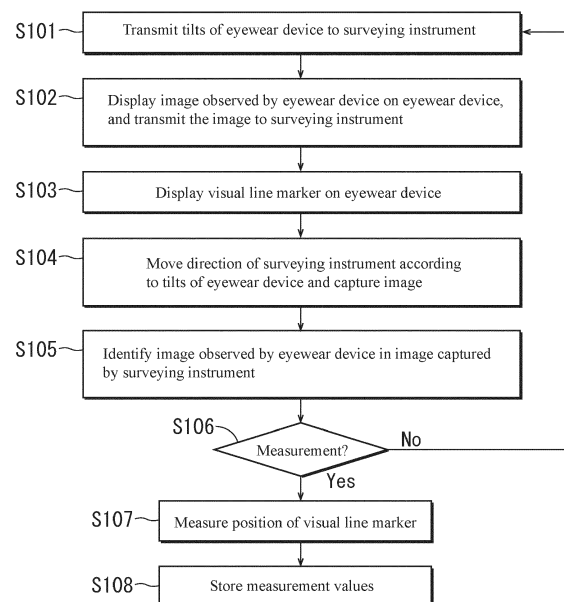 S101
Transmit tilts of eyewear device to surveying instrument
S102
Display image observed by eyewear device on eyewear device,
and transmit the image to surveying instrument
S103
Display visual line marker on eyewear device
S104
Move direction of surveying instrument according
to tilts of eyewear device and capture image
S105
Identify image observed by eyewear device in image captured
by surveying instrument
S106
Measurement?
No
Yes
S107
Measure position of visual line marker
S108
Store measurement values